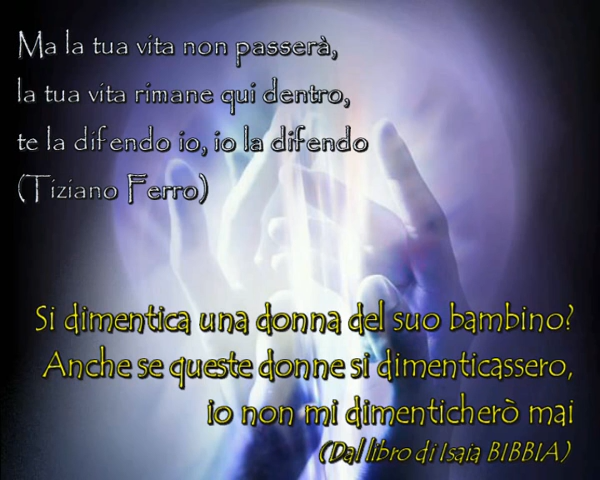 Ma la tua vita non passerà,
la tua vita rimane qui dentro,
te la difendo io, io la difendo
(Tiziano Ferro)
Si dimentica una donna del suo bambino?
Anche se queste donne si dimenticassero,
io non mi dimenticherò mai
(Dal libro di Isaia BIBBIA)